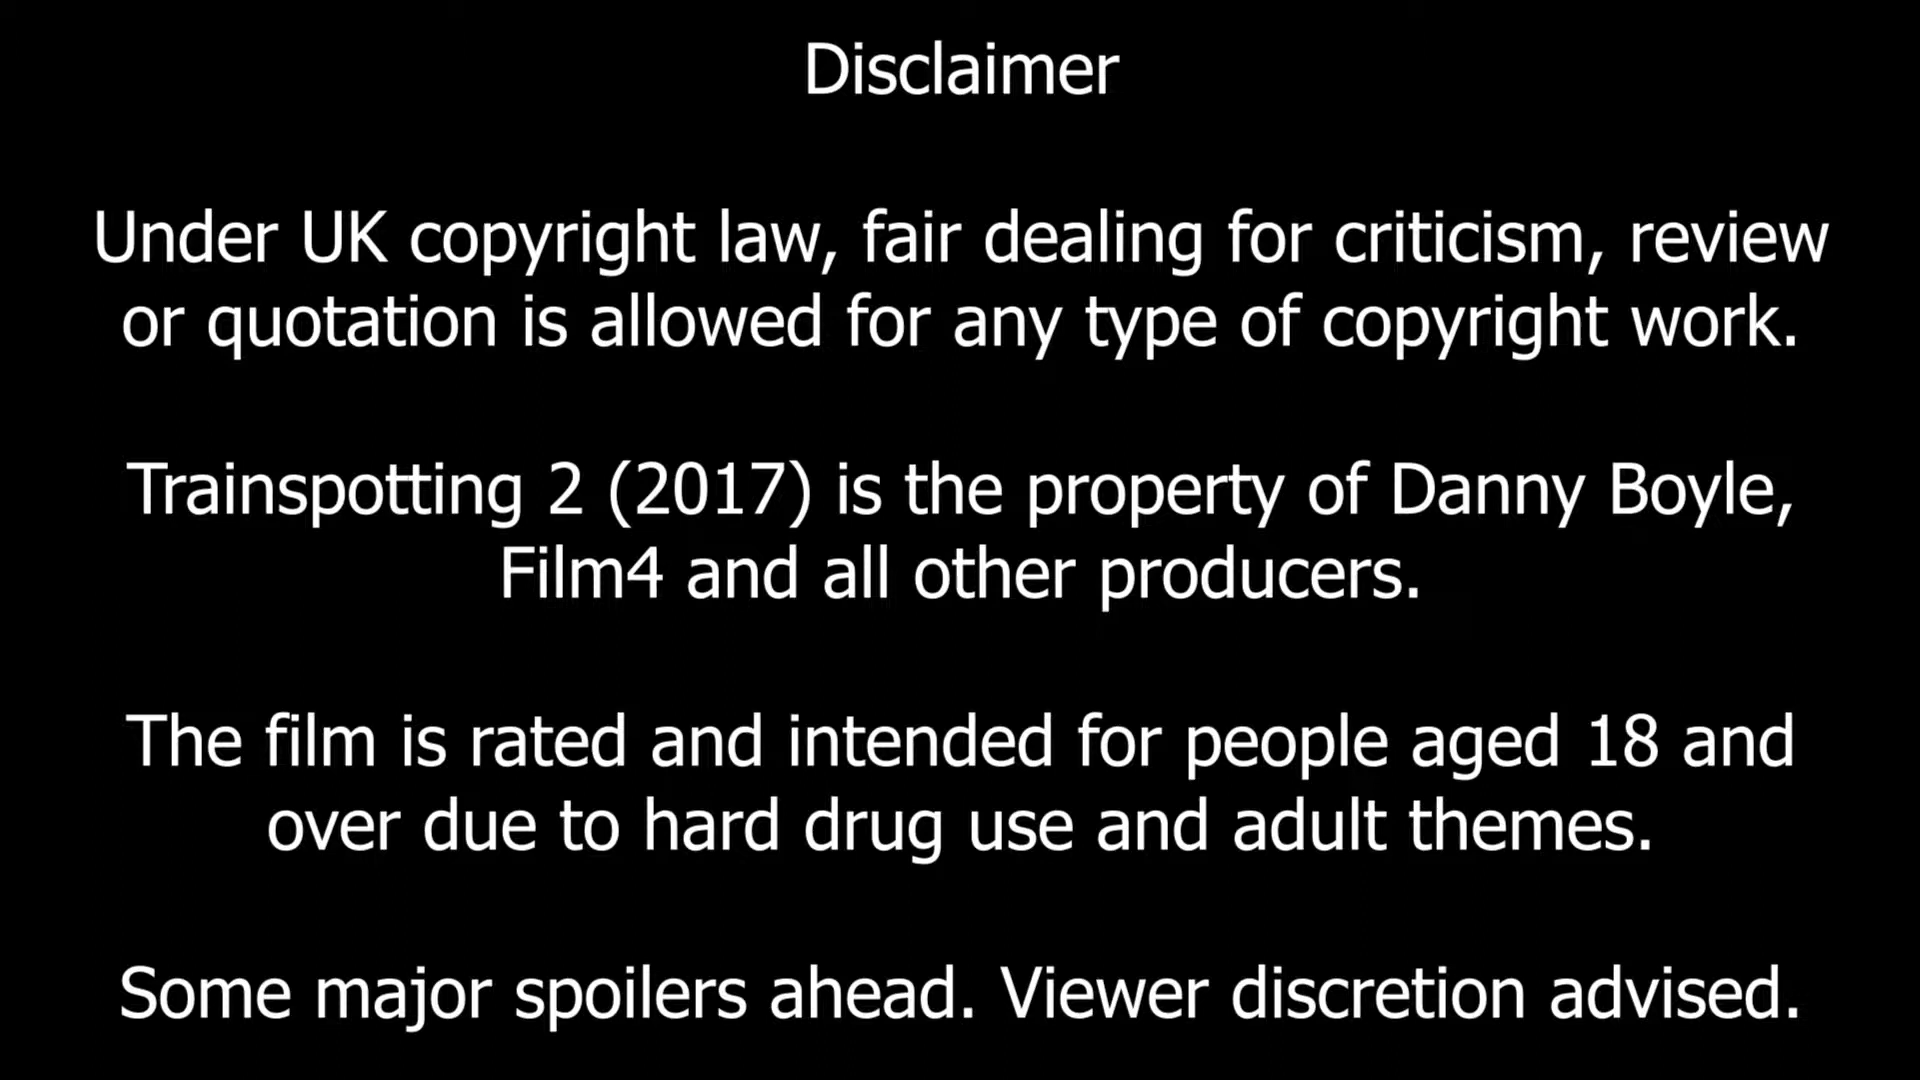 Disclaimer
Under UK copyright law, fair dealing for criticism, review
or quotation is allowed for any type of copyright work.
Trainspotting 2 (2017) is the property of Danny Boyle,
Film4 and all other producers.
The film is rated and intended for people aged 18 and
over due to hard drug use and adult themes.
Some major spoilers ahead. Viewer discretion advised.